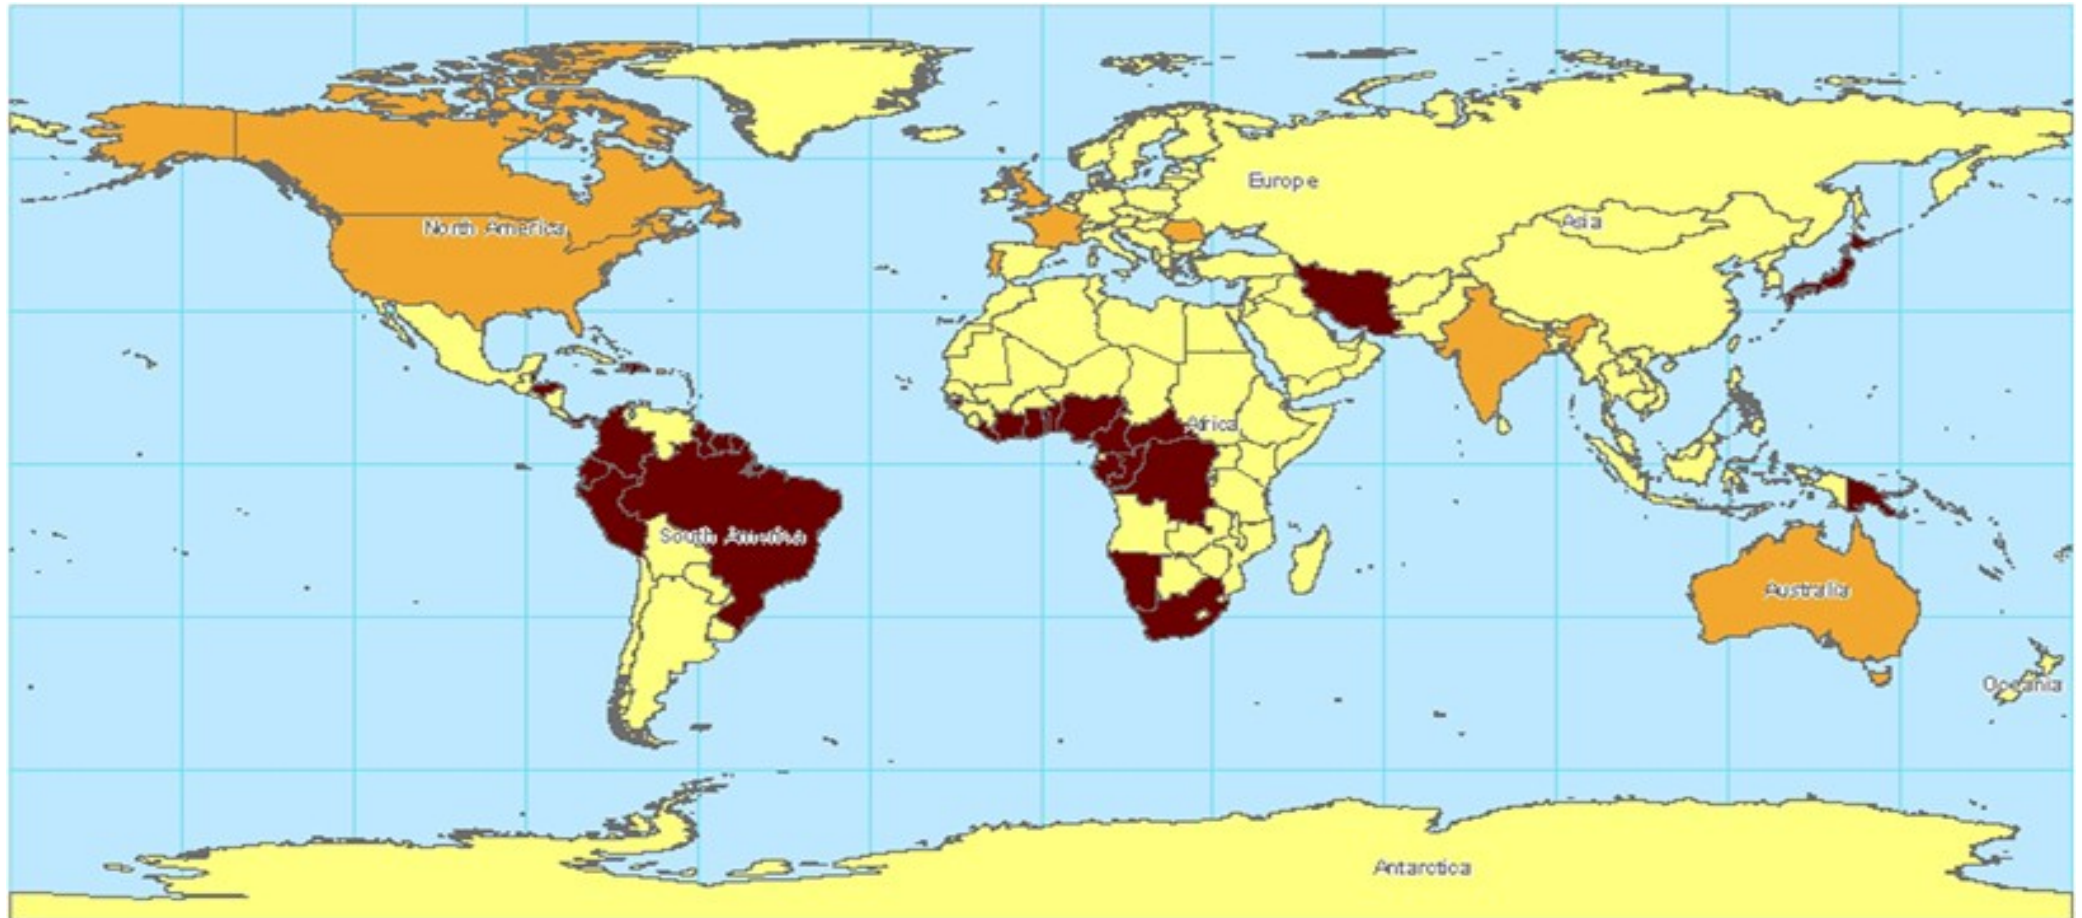 Europe
Asia
North America
Africa
South America
Australia
Oceania
Antarctica